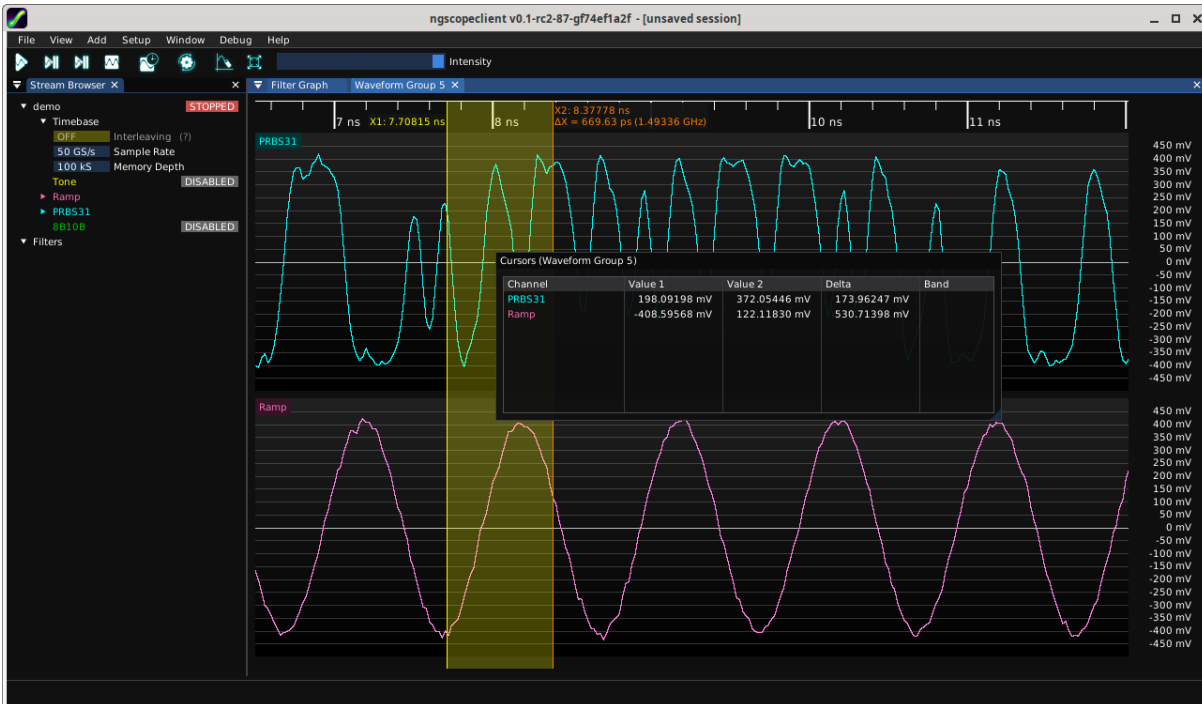 ngscopeclient v0.1-rc2-87-gf74ef1a2f - [unsaved session]
File View Add Setup Window Debug Help
Intensity
Stream Browser
Filter Graph Waveform Group 5
demo STOPPED
Timebase
OFF Interleaving (?)
50 GS/s Sample Rate
100 kS Memory Depth
Tone DISABLED
Ramp
PRBS31
8B10B DISABLED
Filters
X2: 8.37778 ns
7 ns X1: 7.70815 ns 8 ns ΔX = 669.63 ps (1.49336 GHz) 10 ns 11 ns
PRBS31
450 mV
400 mV
350 mV
300 mV
250 mV
200 mV
150 mV
100 mV
50 mV
0 mV
-50 mV
-100 mV
-150 mV
-200 mV
-250 mV
-300 mV
-350 mV
-400 mV
-450 mV
Cursors (Waveform Group 5)
Channel Value 1 Value 2 Delta Band
PRBS31 198.09198 mV 372.05446 mV 173.96247 mV
Ramp -408.59568 mV 122.11830 mV 530.71398 mV
Ramp
450 mV
400 mV
350 mV
300 mV
250 mV
200 mV
150 mV
100 mV
50 mV
0 mV
-50 mV
-100 mV
-150 mV
-200 mV
-250 mV
-300 mV
-350 mV
-400 mV
-450 mV